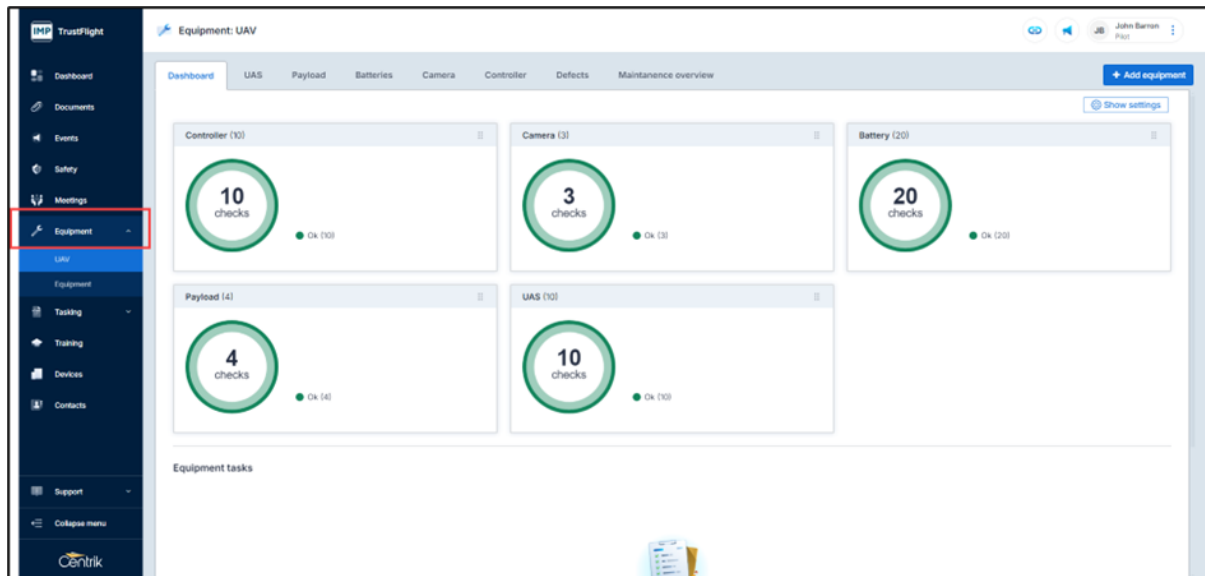 IMP TrustFlight
Equipment: UAV
JB John Barron
Pilot
Dashboard
Documents
Events
Safety
Meetings
Equipment
UAV
Equipment
Tasking
Training
Devices
Contacts
Support
Collapse menu
Centrik
Dashboard UAS Payload Batteries Camera Controller Defects Maintanence overview
+ Add equipment
Show settings
Controller (10)
10
checks
Ok (10)
Camera (3)
3
checks
Ok (3)
Battery (20)
20
checks
Ok (20)
Payload (4)
4
checks
Ok (4)
UAS (10)
10
checks
Ok (10)
Equipment tasks